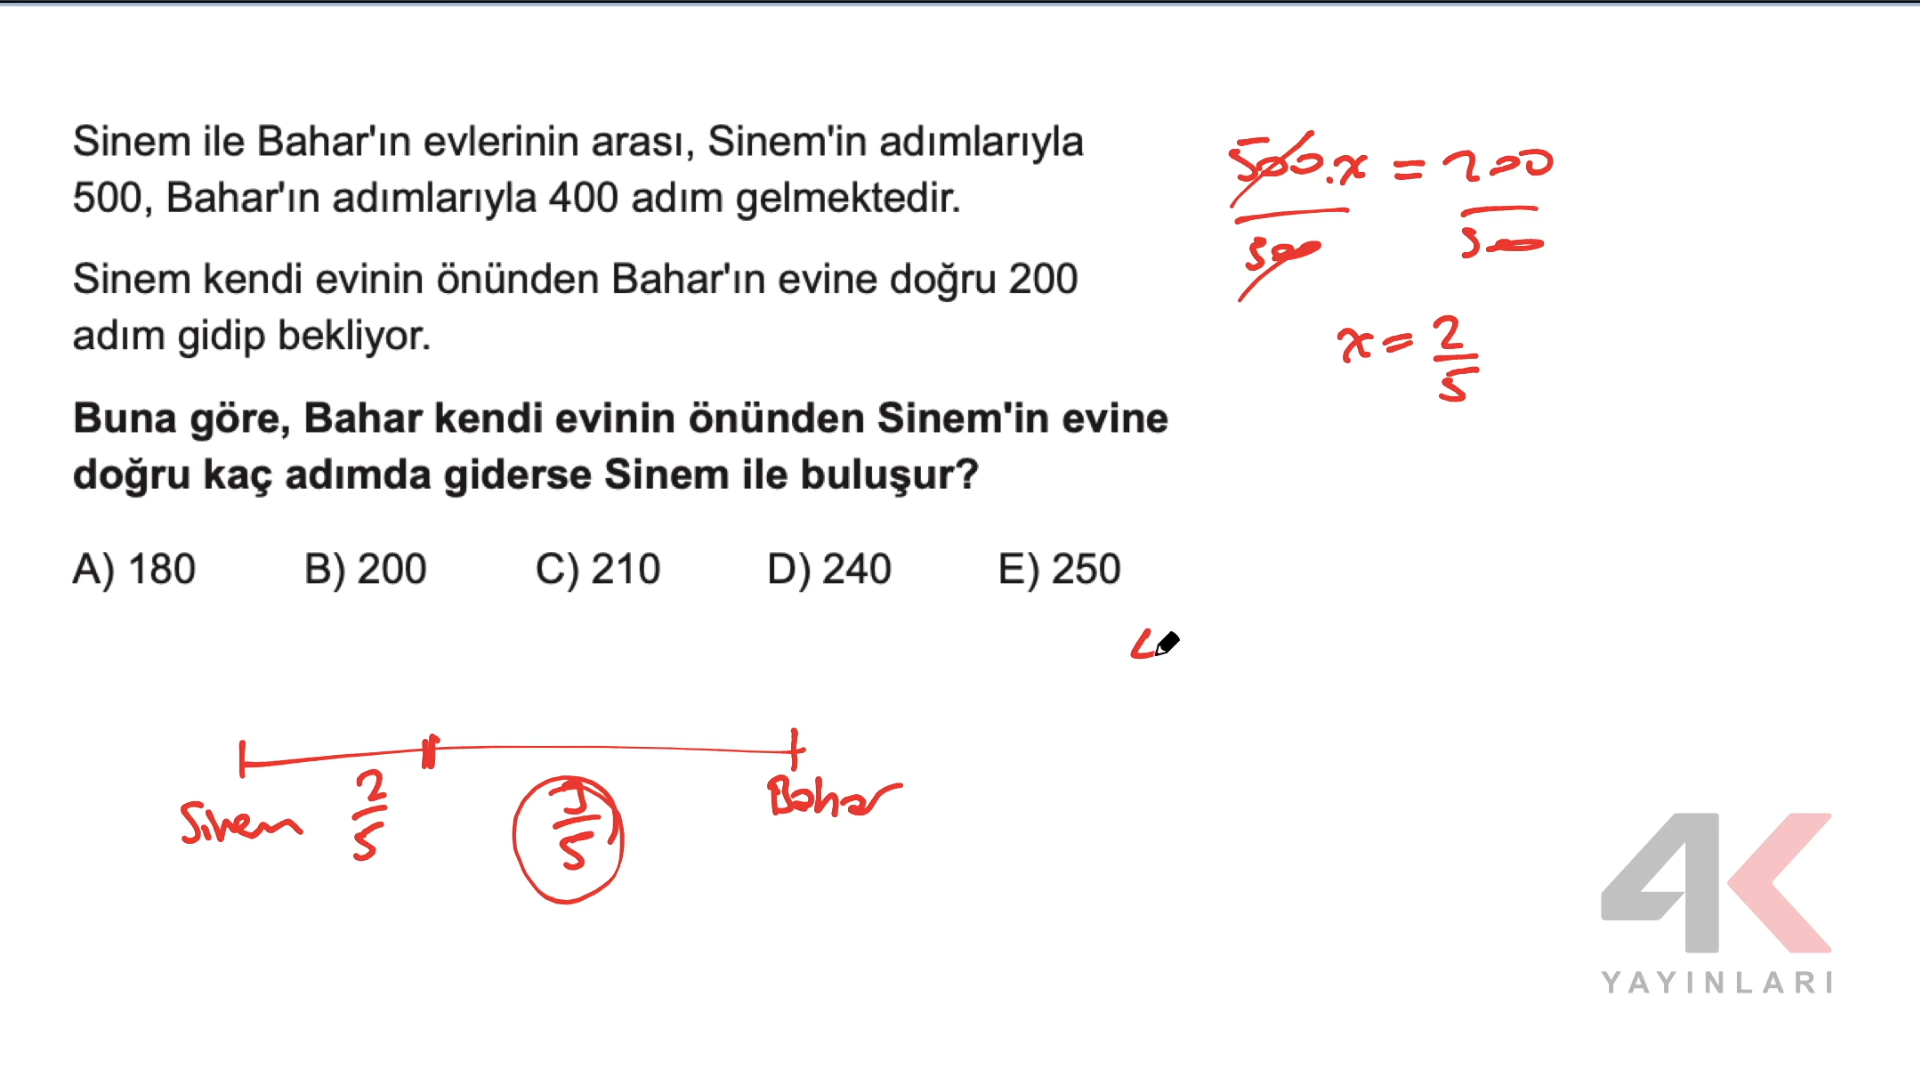 Sinem ile Bahar'ın evlerinin arası, Sinem'in adımlarıyla
500, Bahar'ın adımlarıyla 400 adım gelmektedir.
Sinem kendi evinin önünden Bahar'ın evine doğru 200
adım gidip bekliyor.
Buna göre, Bahar kendi evinin önünden Sinem'in evine
doğru kaç adımda giderse Sinem ile buluşur?
A) 180 B) 200 C) 210 D) 240 E) 250
500.x = 200
500 500
x = 2/5
Sinem 2/5 3/5 Bahar
4K
YAYINLARI